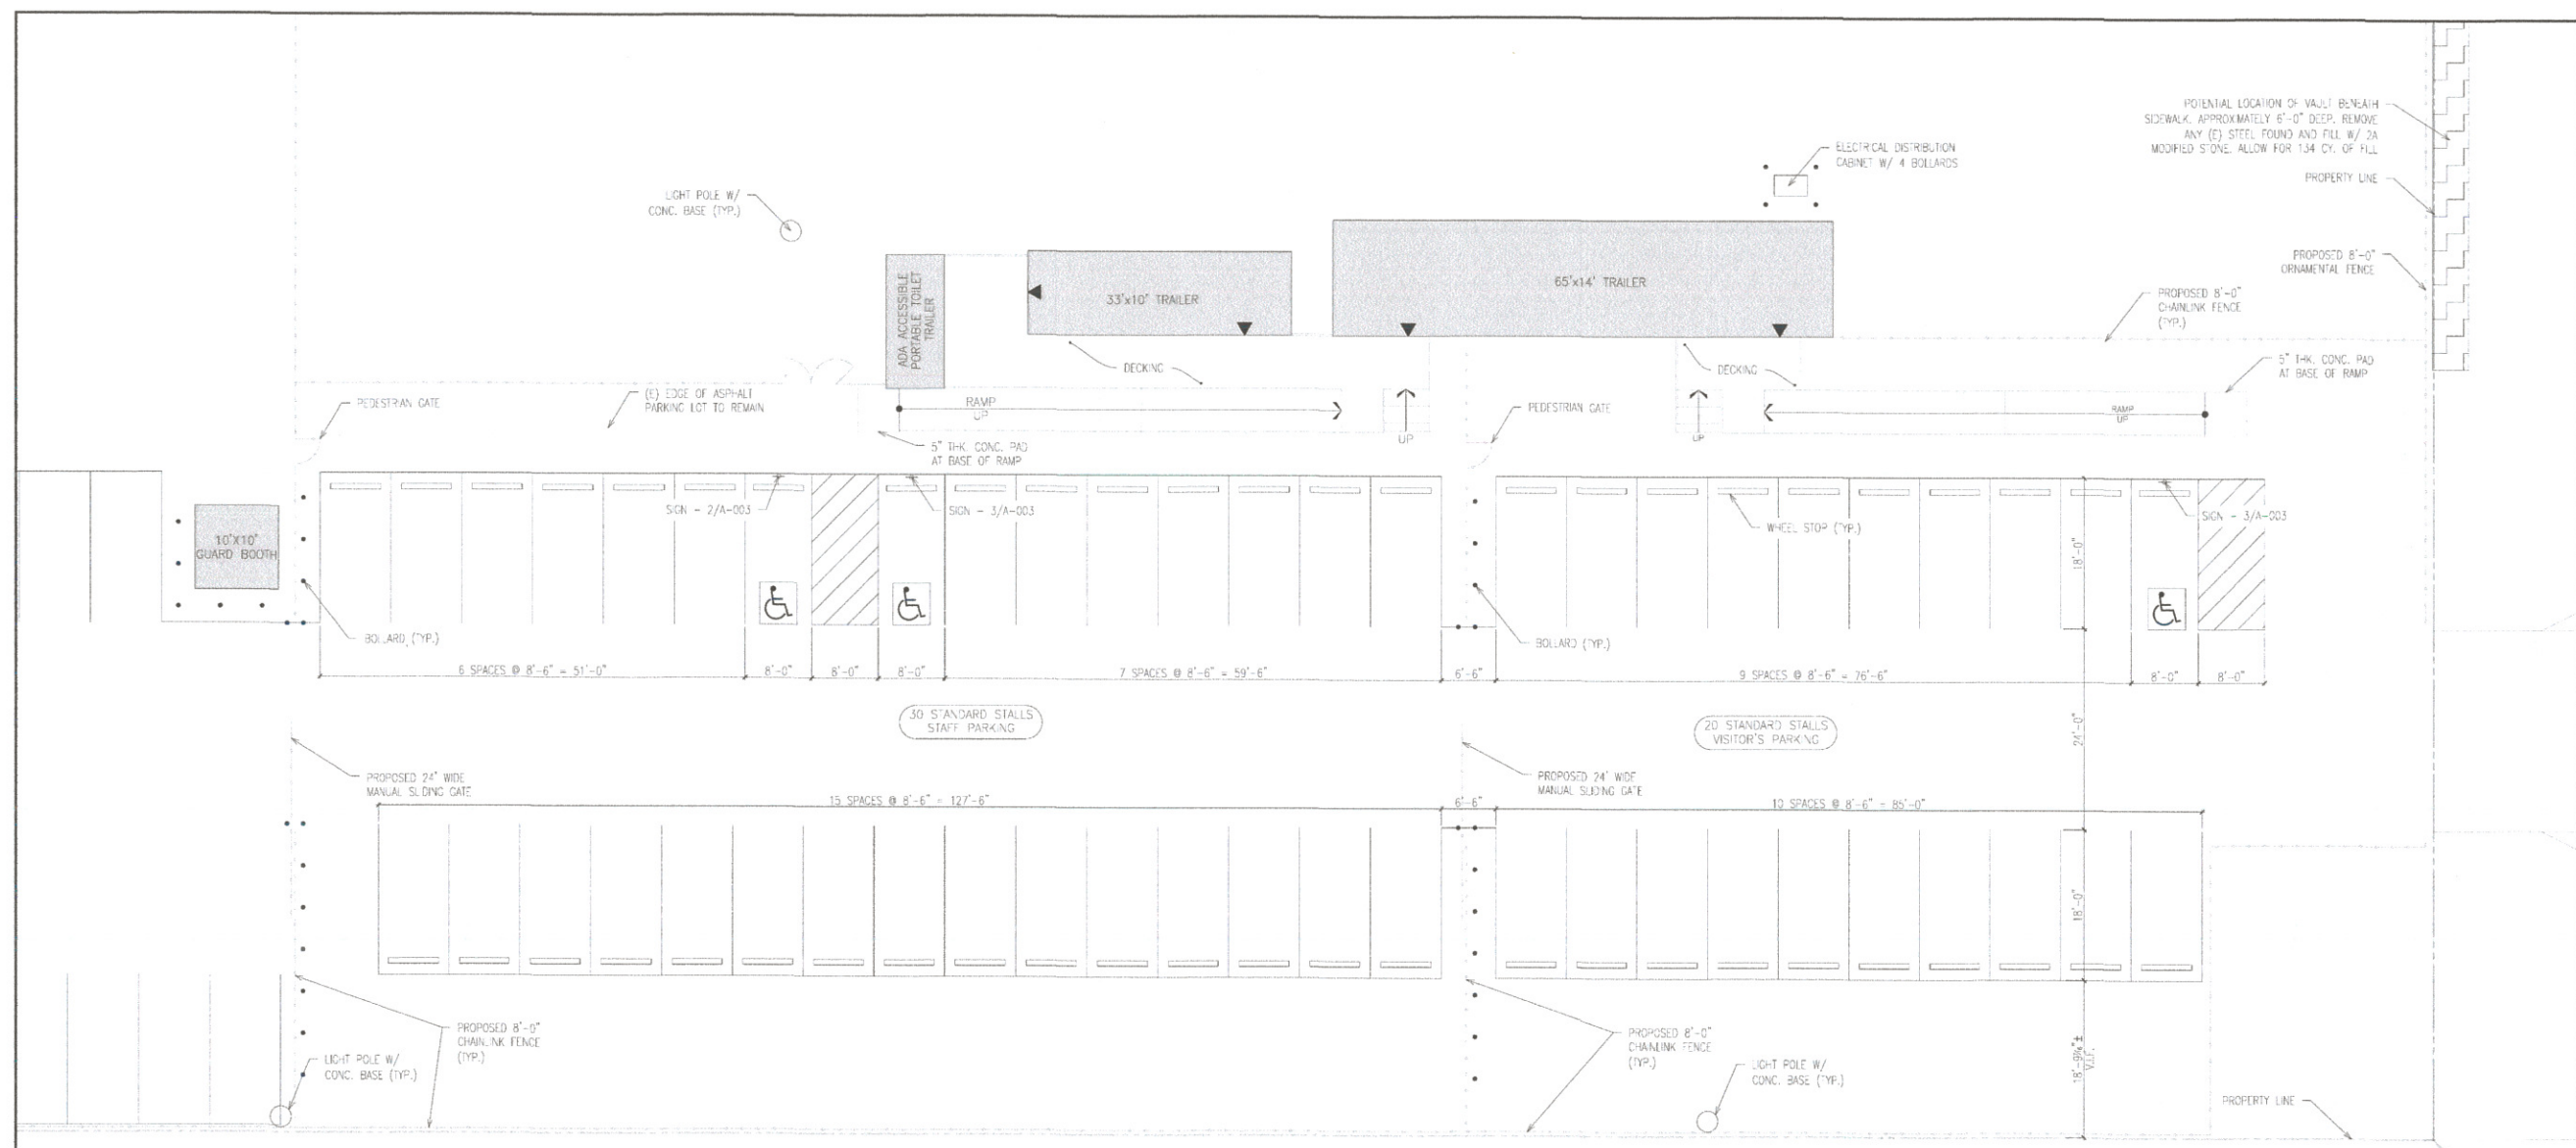 POTENTIAL LOCATION OF VAULT BENEATH
SIDEWALK. APPROXIMATELY 6'-0" DEEP. REMOVE
ANY (E) STEEL FOUND AND FILL W/ 2A
MODIFIED STONE. ALLOW FOR 134 CY. OF FILL
ELECTRICAL DISTRIBUTION
CABINET W/ 4 BOLLARDS
PROPERTY LINE
LIGHT POLE W/
CONC. BASE (TYP.)
PROPOSED 8'-0"
ORNAMENTAL FENCE
ADA ACCESSIBLE
PORTABLE TOILET
TRAILER
33'x10' TRAILER
65'x14' TRAILER
PROPOSED 8'-0"
CHAINLINK FENCE
(TYP.)
DECKING
DECKING
5" THK. CONC. PAD
AT BASE OF RAMP
PEDESTRIAN GATE
(E) EDGE OF ASPHALT
PARKING LOT TO REMAIN
RAMP
UP
UP
PEDESTRIAN GATE
UP
RAMP
UP
5" THK. CONC. PAD
AT BASE OF RAMP
10'X10'
GUARD BOOTH
SIGN - 2/A-003
SIGN - 3/A-003
WHEEL STOP (TYP.)
SIGN - 3/A-003
18'-0"
BOLLARD (TYP.)
BOLLARD (TYP.)
6 SPACES @ 8'-6" = 51'-0"
8'-0"
8'-0"
8'-0"
7 SPACES @ 8'-6" = 59'-6"
6'-6"
9 SPACES @ 8'-6" = 76'-6"
8'-0"
8'-0"
30 STANDARD STALLS
STAFF PARKING
20 STANDARD STALLS
VISITOR'S PARKING
24'-0"
PROPOSED 24' WIDE
MANUAL SLIDING GATE
PROPOSED 24' WIDE
MANUAL SLIDING GATE
15 SPACES @ 8'-6" = 127'-6"
6'-6"
10 SPACES @ 8'-6" = 85'-0"
18'-0"
PROPOSED 8'-0"
CHAINLINK FENCE
(TYP.)
PROPOSED 8'-0"
CHAINLINK FENCE
(TYP.)
LIGHT POLE W/
CONC. BASE (TYP.)
LIGHT POLE W/
CONC. BASE (TYP.)
18'-9⅞"±
V.I.F.
PROPERTY LINE